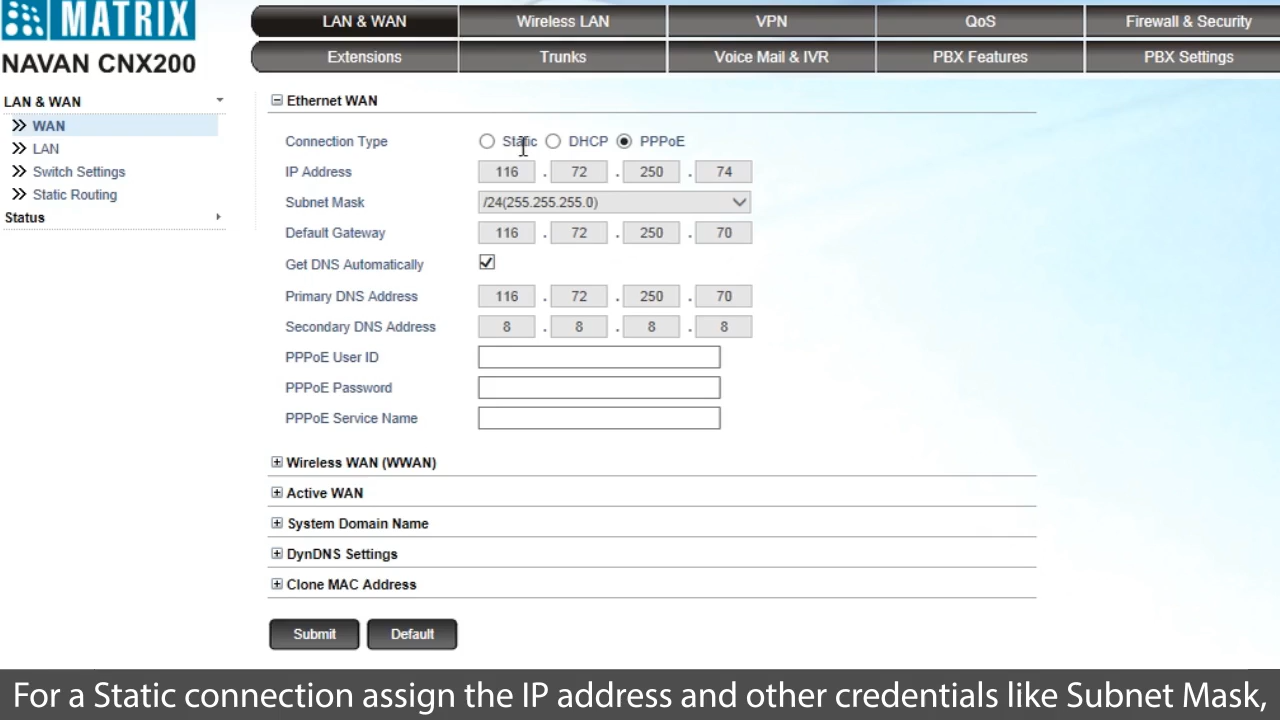 MATRIX
NAVAN CNX200
LAN & WAN
Wireless LAN
VPN
QoS
Firewall & Security
Extensions
Trunks
Voice Mail & IVR
PBX Features
PBX Settings
LAN & WAN
WAN
LAN
Switch Settings
Static Routing
Status
Ethernet WAN
Connection Type Static DHCP PPPoE
IP Address 116 . 72 . 250 . 74
Subnet Mask /24(255.255.255.0)
Default Gateway 116 . 72 . 250 . 70
Get DNS Automatically
Primary DNS Address 116 . 72 . 250 . 70
Secondary DNS Address 8 . 8 . 8 . 8
PPPoE User ID
PPPoE Password
PPPoE Service Name
Wireless WAN (WWAN)
Active WAN
System Domain Name
DynDNS Settings
Clone MAC Address
Submit Default
For a Static connection assign the IP address and other credentials like Subnet Mask,